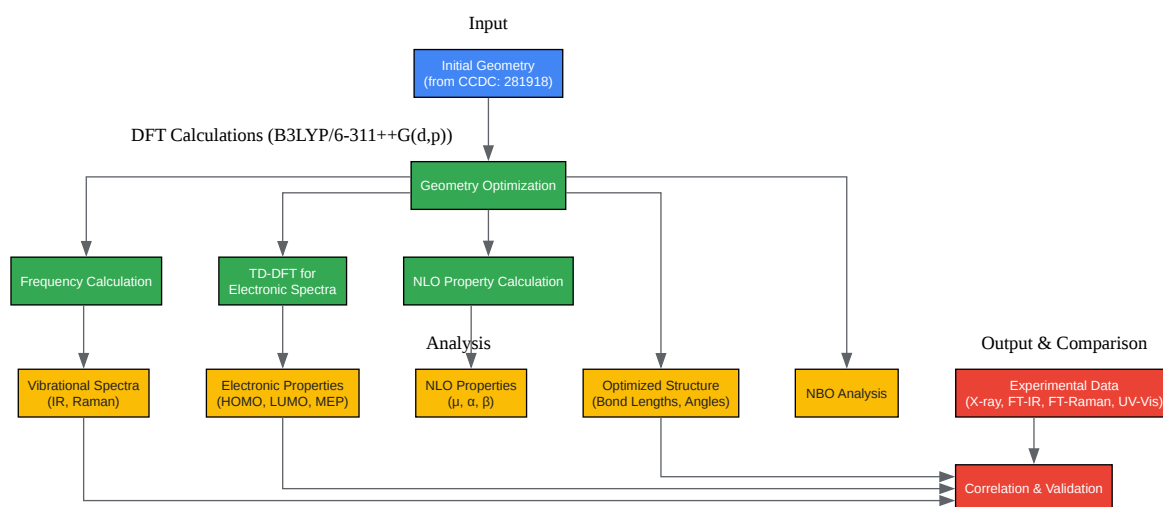 Input
Initial Geometry
(from CCDC: 281918)
DFT Calculations (B3LYP/6-311++G(d,p))
Geometry Optimization
Frequency Calculation
TD-DFT for
Electronic Spectra
NLO Property Calculation
Analysis
Output & Comparison
Vibrational Spectra
(IR, Raman)
Electronic Properties
(HOMO, LUMO, MEP)
NLO Properties
(μ, α, β)
Optimized Structure
(Bond Lengths, Angles)
NBO Analysis
Experimental Data
(X-ray, FT-IR, FT-Raman, UV-Vis)
Correlation & Validation